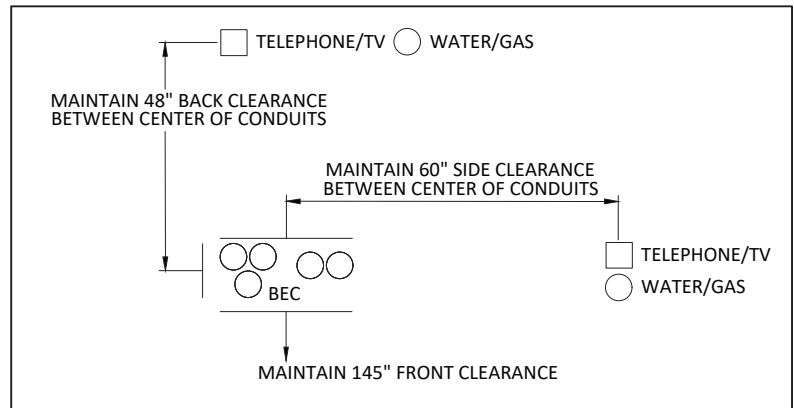 TELEPHONE/TV WATER/GAS
MAINTAIN 48" BACK CLEARANCE
BETWEEN CENTER OF CONDUITS
MAINTAIN 60" SIDE CLEARANCE
BETWEEN CENTER OF CONDUITS
TELEPHONE/TV
WATER/GAS
BEC
MAINTAIN 145" FRONT CLEARANCE